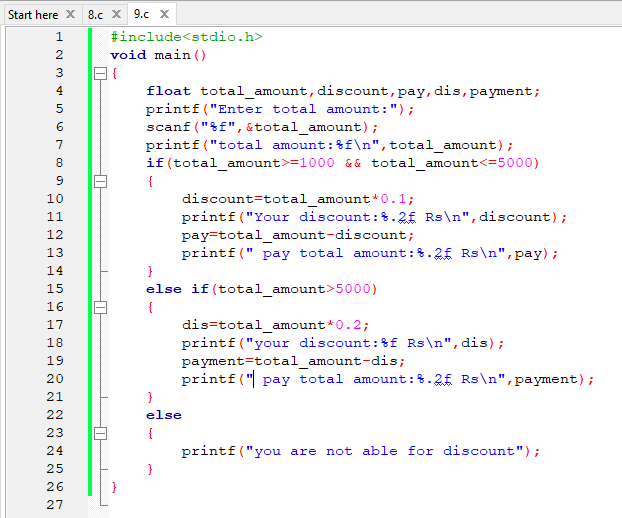 Start here 8.c 9.c
1 #include<stdio.h>
2 void main()
3 {
4 float total_amount,discount,pay,dis,payment;
5 printf("Enter total amount:");
6 scanf("%f",&total_amount);
7 printf("total amount:%f\n",total_amount);
8 if(total_amount>=1000 && total_amount<=5000)
9 {
10 discount=total_amount*0.1;
11 printf("Your discount:%.2f Rs\n",discount);
12 pay=total_amount-discount;
13 printf(" pay total amount:%.2f Rs\n",pay);
14 }
15 else if(total_amount>5000)
16 {
17 dis=total_amount*0.2;
18 printf("your discount:%f Rs\n",dis);
19 payment=total_amount-dis;
20 printf(" pay total amount:%.2f Rs\n",payment);
21 }
22 else
23 {
24 printf("you are not able for discount");
25 }
26 }
27